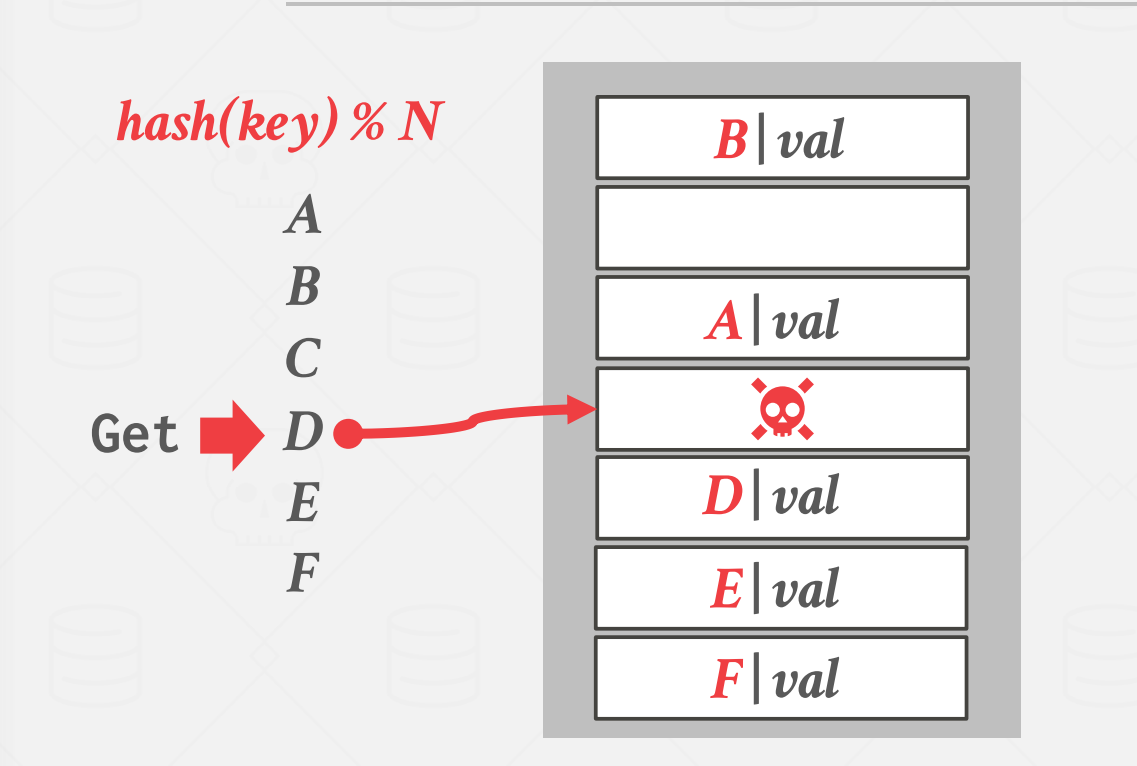 hash(key) % N
A
B
C
Get D
E
F
B|val
A|val
D|val
E|val
F|val